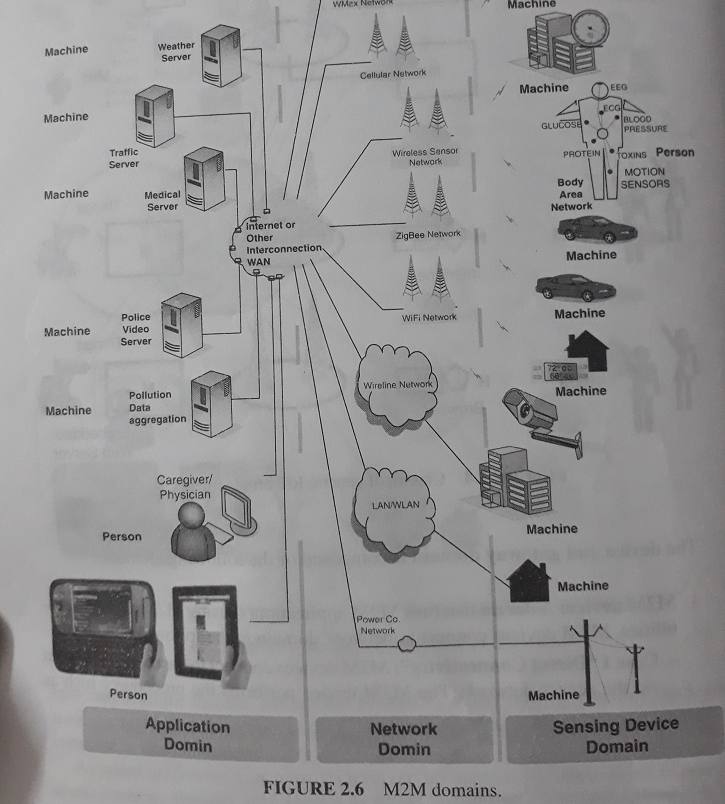 WMax Network
Machine
Machine
Weather
Server
Cellular Network
Machine
EEG
ECG
GLUCOSE
BLOOD
PRESSURE
PROTEIN
TOXINS
Person
MOTION
SENSORS
Body
Area
Network
Machine
Traffic
Server
Wireless Sensor
Network
Machine
Medical
Server
Internet or
Other
Interconnection
WAN
ZigBee Network
Machine
Machine
WiFi Network
Machine
Police
Video
Server
Wireline Network
Machine
Machine
Pollution
Data
aggregation
Caregiver/
Physician
Person
LAN/WLAN
Machine
Machine
Power Co.
Network
Machine
Person
Application
Domin
Network
Domin
Sensing Device
Domain
FIGURE 2.6 M2M domains.